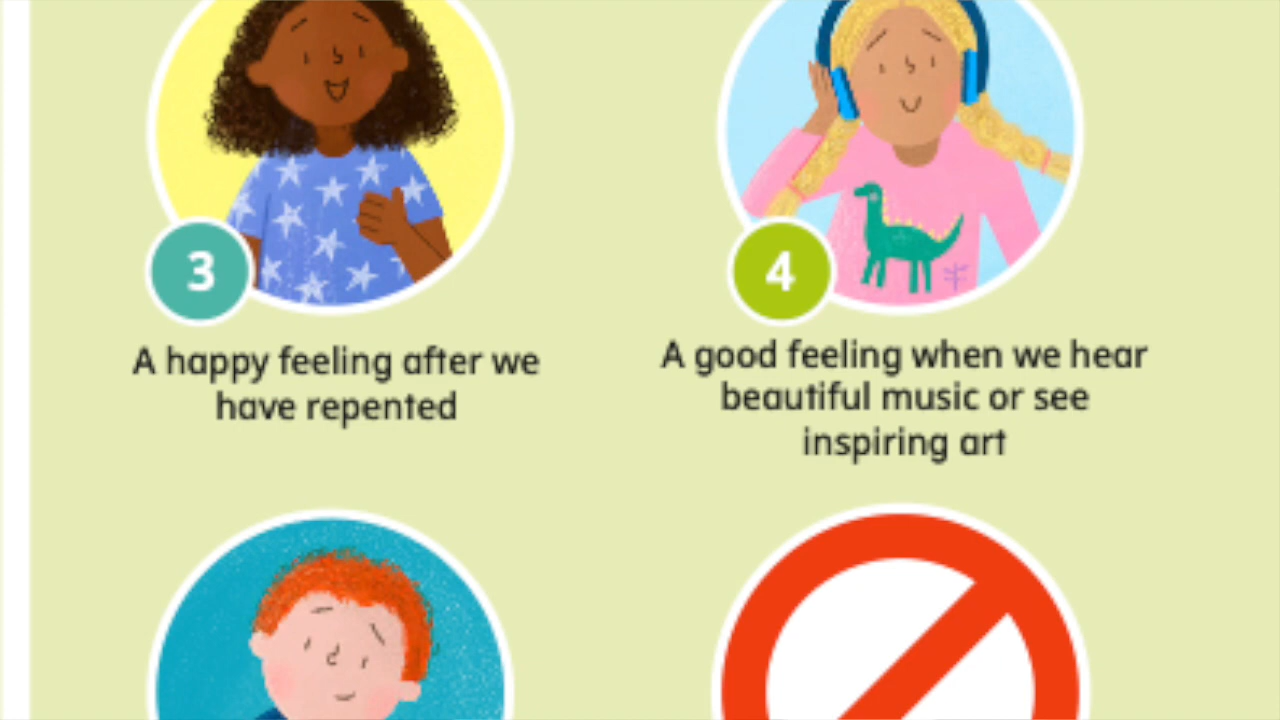 3
A happy feeling after we
have repented
4
A good feeling when we hear
beautiful music or see
inspiring art